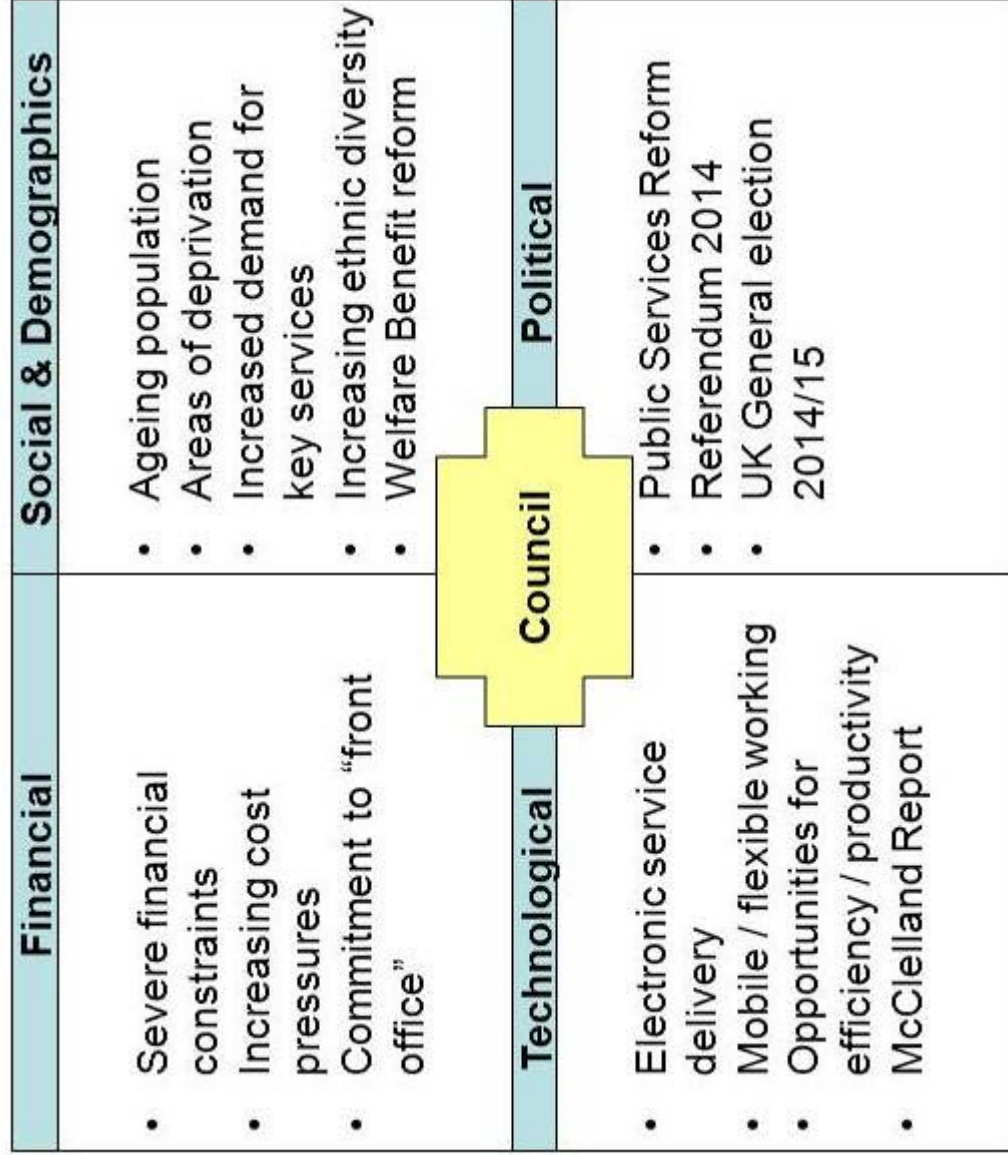 Financial
Severe financial
constraints
Increasing cost
pressures
Commitment to “front
office”
Social & Demographics
Ageing population
Areas of deprivation
Increased demand for
key services
Increasing ethnic diversity
Welfare Benefit reform
Council
Technological
Electronic service
delivery
Mobile / flexible working
Opportunities for
efficiency / productivity
McClelland Report
Political
Public Services Reform
Referendum 2014
UK General election
2014/15